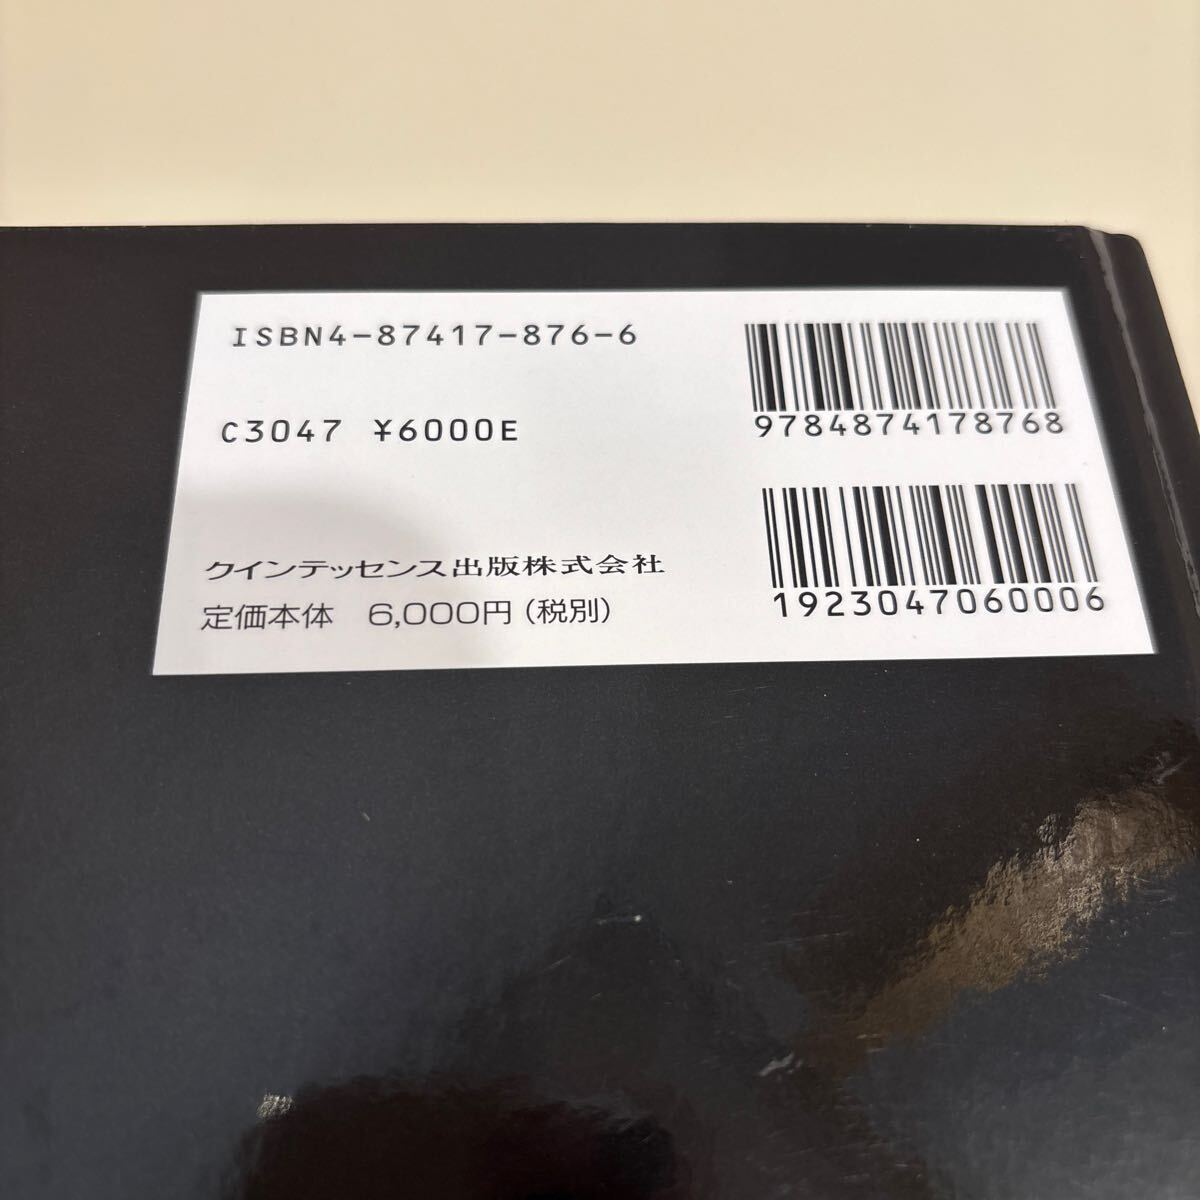 ISBN4-87417-876-6
C3047 ¥6000E
クインテッセンス出版株式会社
定価本体 6,000円(税別)
9784874178768
1923047060006